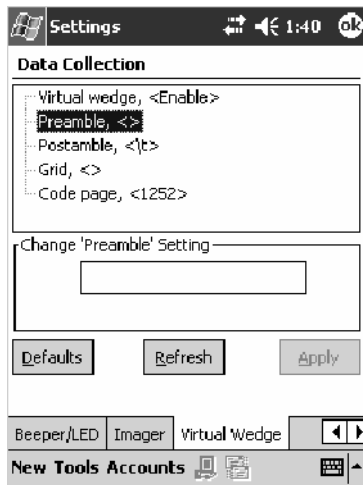 Settings 1:40 ok
Data Collection
Virtual wedge, <Enable>
Preamble, <>
Postamble, <\t>
Grid, <>
Code page, <1252>
Change 'Preamble' Setting
Defaults Refresh Apply
Beeper/LED Imager Virtual Wedge
New Tools Accounts